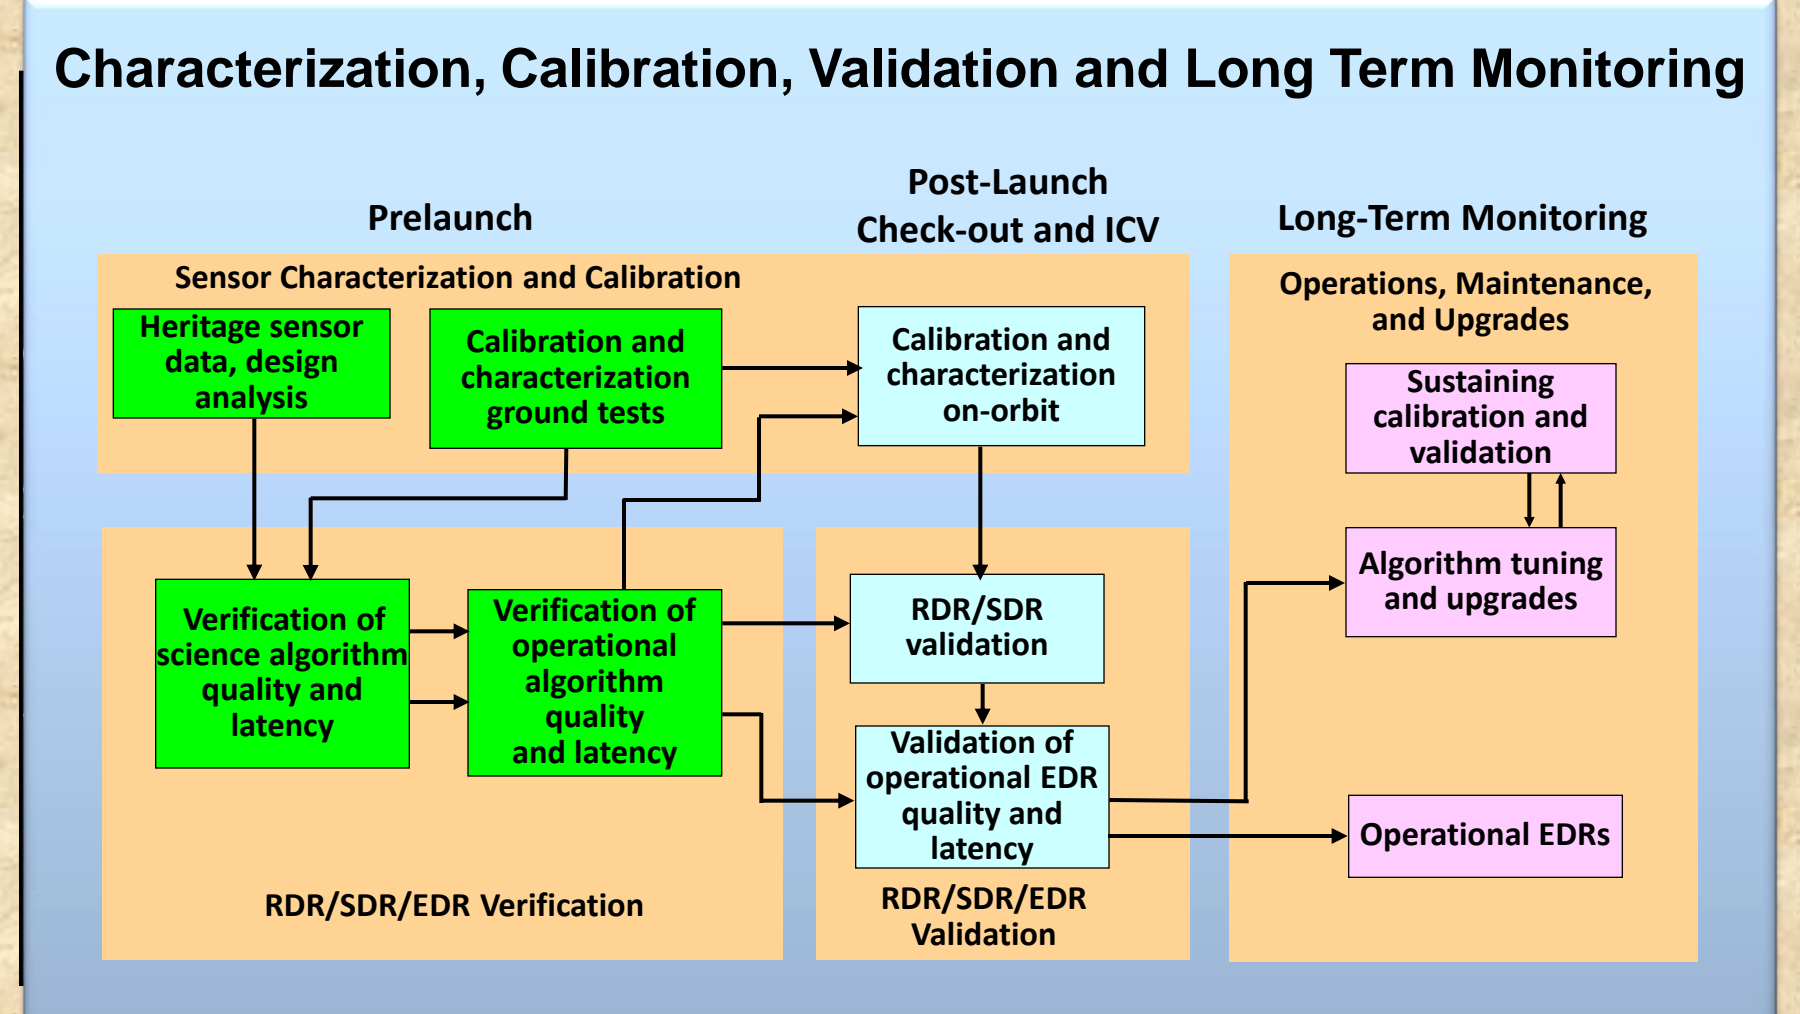 Characterization, Calibration, Validation and Long Term Monitoring
Prelaunch
Post-Launch
Check-out and ICV
Long-Term Monitoring
Sensor Characterization and Calibration
Heritage sensor
data, design
analysis
Calibration and
characterization
ground tests
Calibration and
characterization
on-orbit
Operations, Maintenance,
and Upgrades
Sustaining
calibration and
validation
Algorithm tuning
and upgrades
Verification of
science algorithm
quality and
latency
Verification of
operational
algorithm
quality
and latency
RDR/SDR
validation
Validation of
operational EDR
quality and
latency
Operational EDRs
RDR/SDR/EDR Verification
RDR/SDR/EDR
Validation